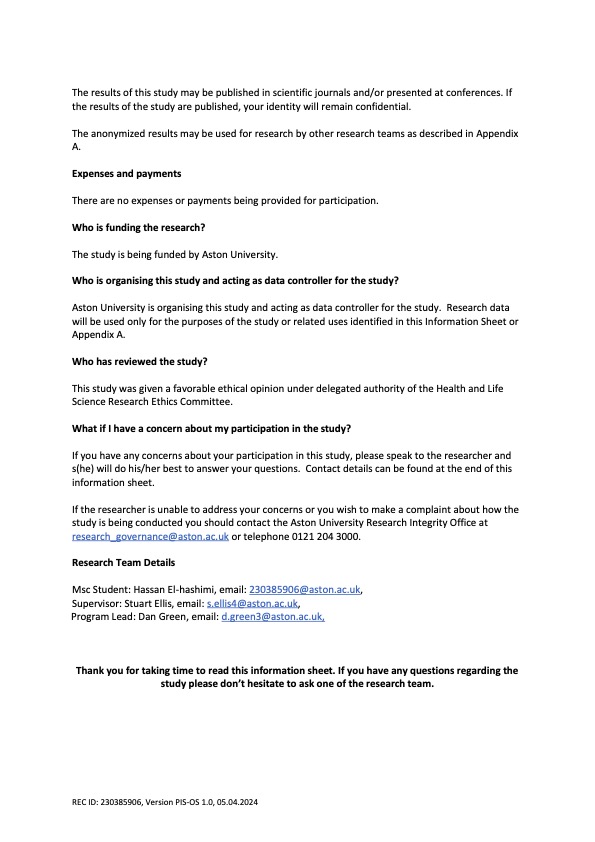 The results of this study may be published in scientific journals and/or presented at conferences. If
the results of the study are published, your identity will remain confidential.
The anonymized results may be used for research by other research teams as described in Appendix
A.
Expenses and payments
There are no expenses or payments being provided for participation.
Who is funding the research?
The study is being funded by Aston University.
Who is organising this study and acting as data controller for the study?
Aston University is organising this study and acting as data controller for the study.  Research data
will be used only for the purposes of the study or related uses identified in this Information Sheet or
Appendix A.
Who has reviewed the study?
This study was given a favorable ethical opinion under delegated authority of the Health and Life
Science Research Ethics Committee.
What if I have a concern about my participation in the study?
If you have any concerns about your participation in this study, please speak to the researcher and
s(he) will do his/her best to answer your questions.  Contact details can be found at the end of this
information sheet.
If the researcher is unable to address your concerns or you wish to make a complaint about how the
study is being conducted you should contact the Aston University Research Integrity Office at
research_governance@aston.ac.uk or telephone 0121 204 3000.
Research Team Details
Msc Student: Hassan El-hashimi, email: 230385906@aston.ac.uk,
Supervisor: Stuart Ellis, email: s.ellis4@aston.ac.uk,
Program Lead: Dan Green, email: d.green3@aston.ac.uk,
Thank you for taking time to read this information sheet. If you have any questions regarding the
study please don't hesitate to ask one of the research team.
REC ID: 230385906, Version PIS-OS 1.0, 05.04.2024